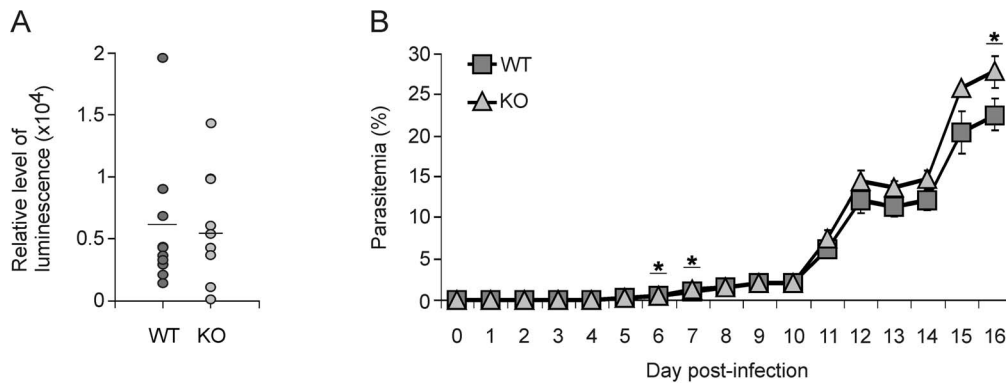 A
Relative level of
luminescence (x10⁴)
2
1.5
1
0.5
0
WT KO
B
Parasitemia (%)
30
25
20
15
10
5
0
WT
KO
*
*
*
0 1 2 3 4 5 6 7 8 9 10 11 12 13 14 15 16
Day post-infection